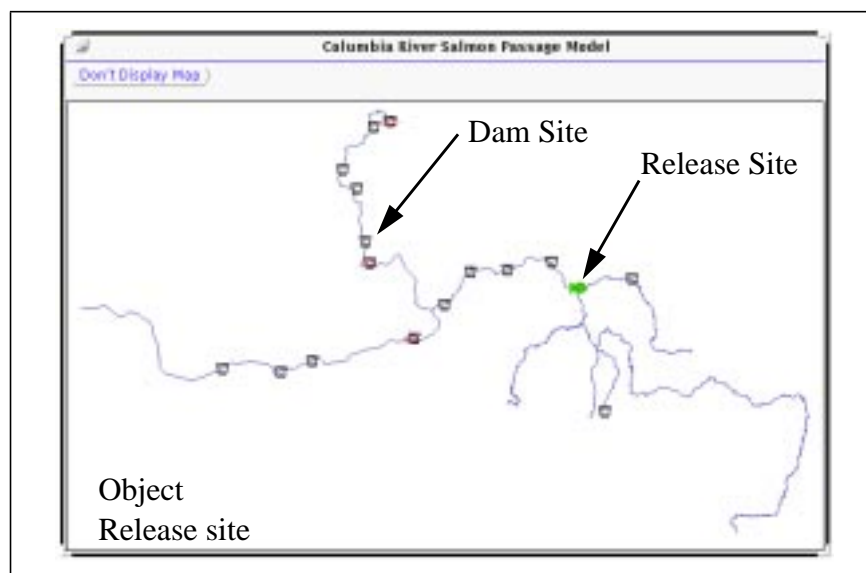 Columbia River Salmon Passage Model
Don't Display Map
Dam Site
Release Site
Object
Release site